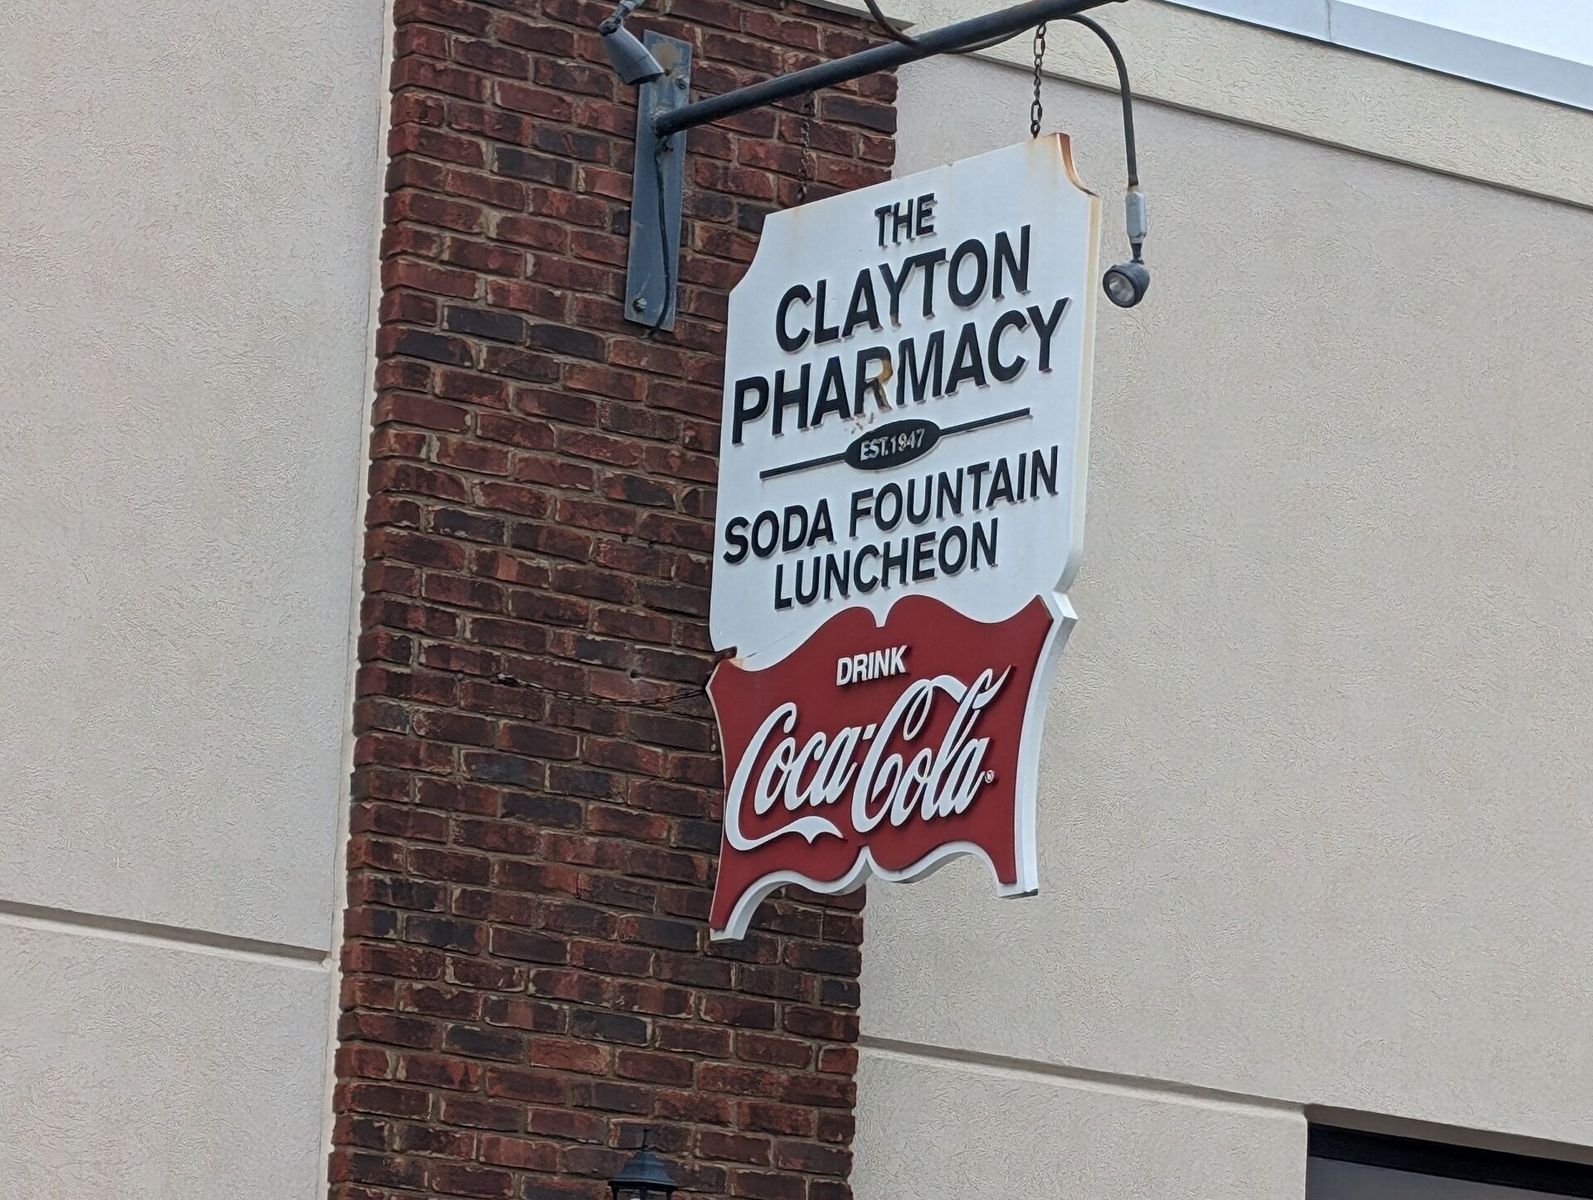 THE
CLAYTON
PHARMACY
EST.1947
SODA FOUNTAIN
LUNCHEON
DRINK
Coca-Cola®